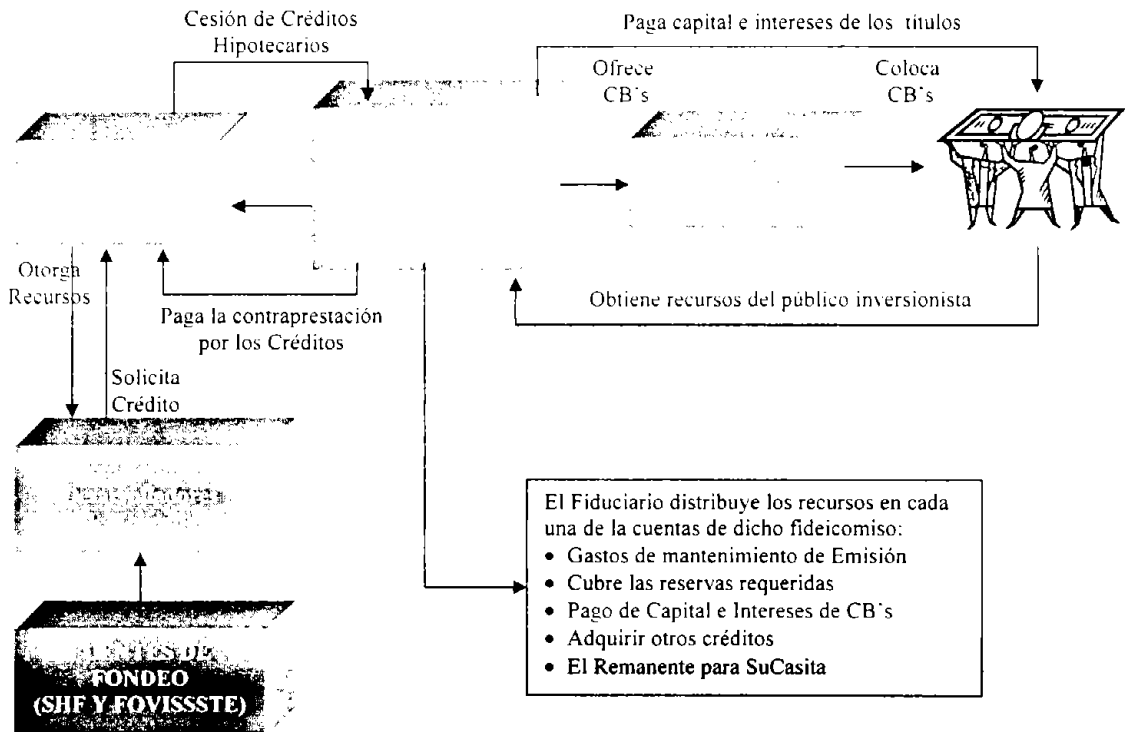 Cesión de Créditos
Hipotecarios
Paga capital e intereses de los títulos
Ofrece
CB's
Coloca
CB's
Otorga
Recursos
Paga la contraprestación
por los Créditos
Obtiene recursos del público inversionista
Solicita
Crédito
El Fiduciario distribuye los recursos en cada
una de la cuentas de dicho fideicomiso:
• Gastos de mantenimiento de Emisión
• Cubre las reservas requeridas
• Pago de Capital e Intereses de CB's
• Adquirir otros créditos
• El Remanente para SuCasita
DE
FONDEO
(SHF Y FOVISSSTE)